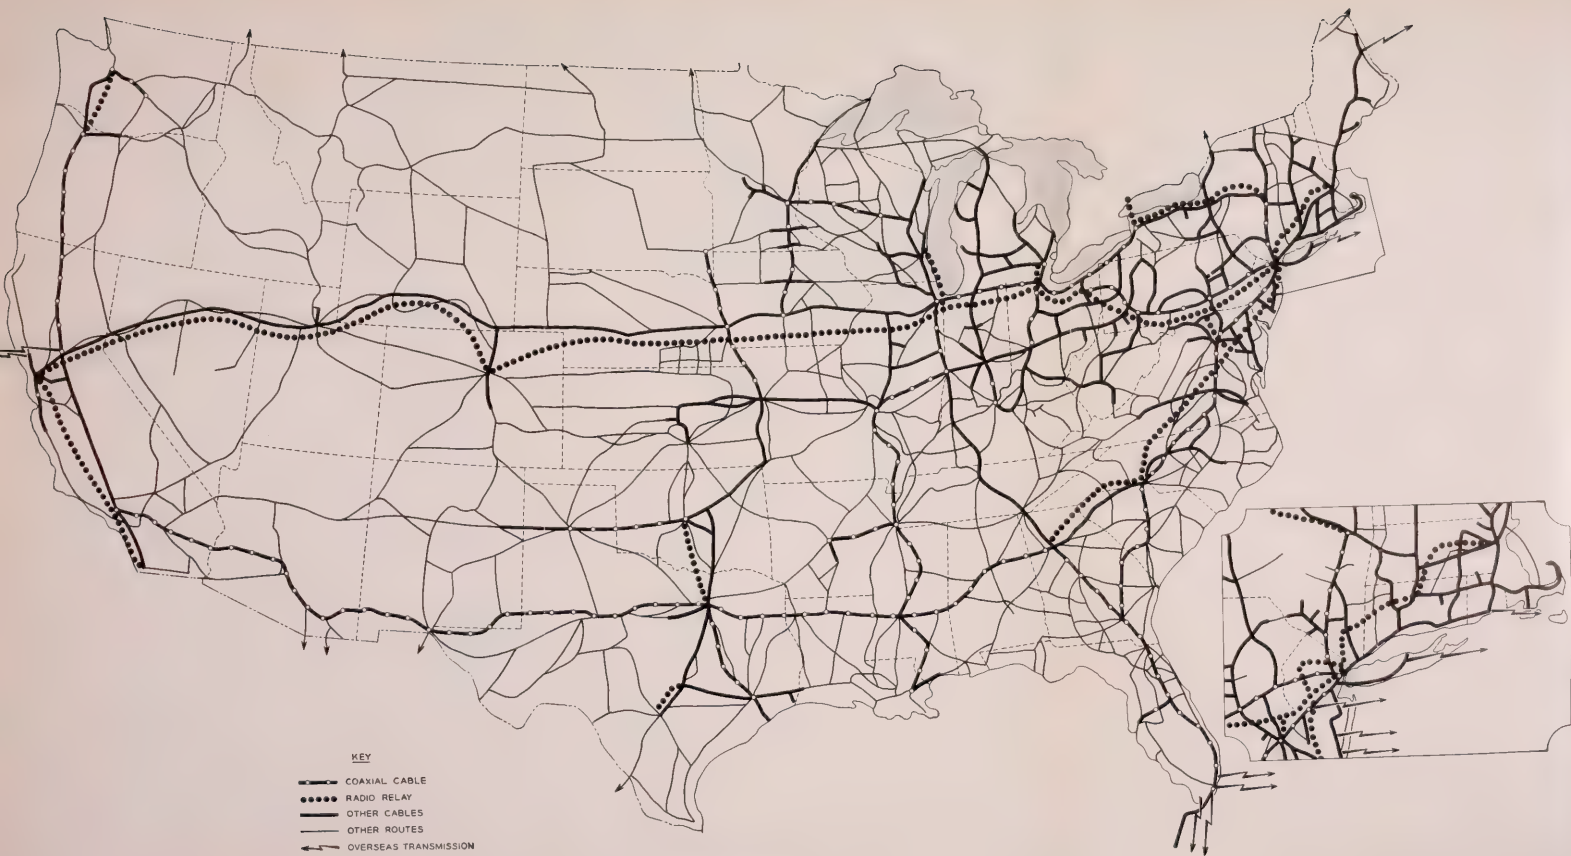 KEY
COAXIAL CABLE
RADIO RELAY
OTHER CABLES
OTHER ROUTES
OVERSEAS TRANSMISSION